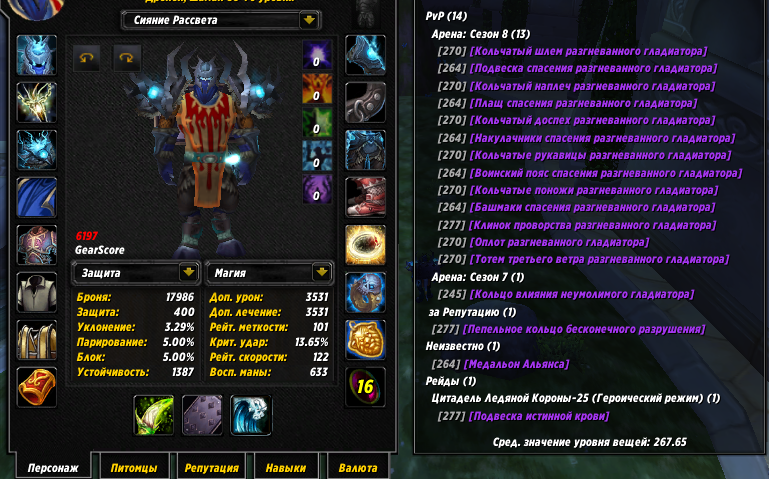 Сияние Рассвета
0
0
0
0
0
6197
GearScore
Защита
Магия
Броня: 17986
Защита: 400
Уклонение: 3.29%
Парирование: 5.00%
Блок: 5.00%
Устойчивость: 1387
Доп. урон: 3531
Доп. лечение: 3531
Рейт. меткости: 101
Крит. удар: 13.65%
Рейт. скорости: 122
Восп. маны: 633
16
Персонаж
Питомцы
Репутация
Навыки
Валюта
PvP (14)
Арена: Сезон 8 (13)
[270] [Кольчатый шлем разгневанного гладиатора]
[264] [Подвеска спасения разгневанного гладиатора]
[270] [Кольчатый наплеч разгневанного гладиатора]
[264] [Плащ спасения разгневанного гладиатора]
[270] [Кольчатый доспех разгневанного гладиатора]
[264] [Накулачники спасения разгневанного гладиатора]
[270] [Кольчатые рукавицы разгневанного гладиатора]
[264] [Воинский пояс спасения разгневанного гладиатора]
[270] [Кольчатые поножи разгневанного гладиатора]
[264] [Башмаки спасения разгневанного гладиатора]
[277] [Клинок проворства разгневанного гладиатора]
[270] [Оплот разгневанного гладиатора]
[270] [Тотем третьего ветра разгневанного гладиатора]
Арена: Сезон 7 (1)
[245] [Кольцо влияния неумолимого гладиатора]
за Репутацию (1)
[277] [Пепельное кольцо бесконечного разрушения]
Неизвестно (1)
[264] [Медальон Альянса]
Рейды (1)
Цитадель Ледяной Короны-25 (Героический режим) (1)
[277] [Подвеска истинной крови]
Сред. значение уровня вещей: 267.65